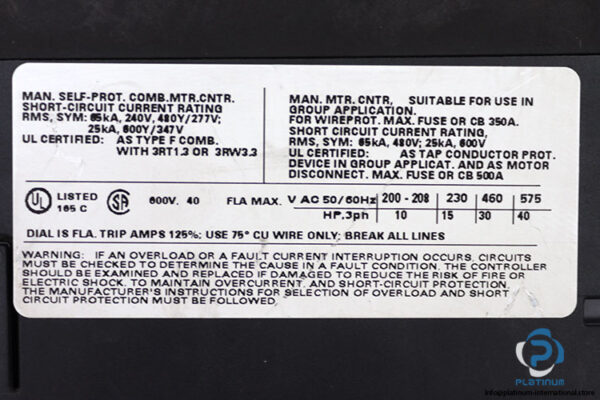 MAN. SELF-PROT. COMB.MTR.CNTR.
SHORT-CIRCUIT CURRENT RATING
RMS, SYM: 65kA, 240V, 480Y/277V;
25kA, 600Y/347V
UL CERTIFIED: AS TYPE F COMB.
WITH 3RT1.3 OR 3RW3.3
MAN. MTR. CNTR, SUITABLE FOR USE IN
GROUP APPLICATION.
FOR WIREPROT. MAX. FUSE OR CB 350A.
SHORT CIRCUIT CURRENT RATING,
RMS, SYM: 65kA, 480V; 25kA, 600V
UL CERTIFIED: AS TAP CONDUCTOR PROT.
DEVICE IN GROUP APPLICAT. AND AS MOTOR
DISCONNECT. MAX. FUSE OR CB 500A
UL LISTED
165 C
SA
600V. 40 FLA MAX.
V AC 50/60Hz 200 - 208 230 460 575
HP.3ph 10 15 30 40
DIAL IS FLA. TRIP AMPS 125%; USE 75° CU WIRE ONLY; BREAK ALL LINES
WARNING: IF AN OVERLOAD OR A FAULT CURRENT INTERRUPTION OCCURS, CIRCUITS
MUST BE CHECKED TO DETERMINE THE CAUSE IN A FAULT CONDITION. THE CONTROLLER
SHOULD BE EXAMINED AND REPLACED IF DAMAGED TO REDUCE THE RISK OF FIRE OR
ELECTRIC SHOCK. TO MAINTAIN OVERCURRENT, AND SHORT-CIRCUIT PROTECTION.
THE MANUFACTURER'S INSTRUCTIONS FOR SELECTION OF OVERLOAD AND SHORT
CIRCUIT PROTECTION MUST BE FOLLOWED
PLATINUM
info@platinum-international.store